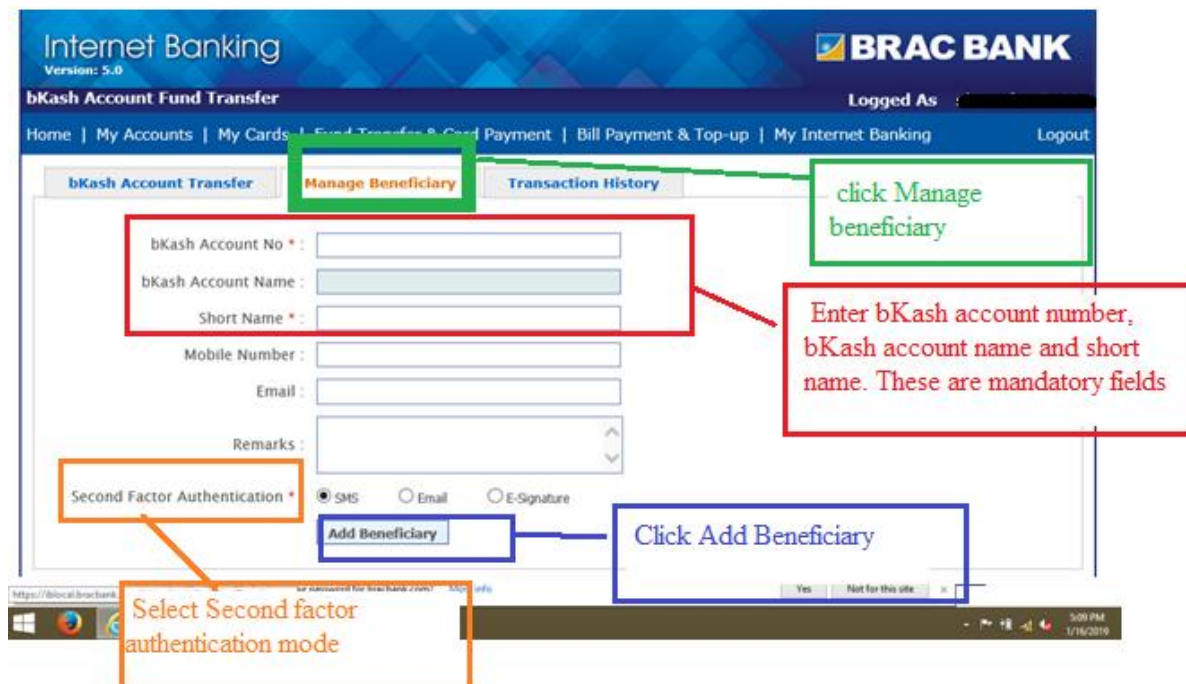 Internet Banking
Version: 5.0
BRAC BANK
bKash Account Fund Transfer
Logged As
Home | My Accounts | My Cards | Fund Transfer & Card Payment | Bill Payment & Top-up | My Internet Banking
Logout
bKash Account Transfer
Manage Beneficiary
Transaction History
click Manage
beneficiary
bKash Account No * :
bKash Account Name :
Short Name * :
Enter bKash account number,
bKash account name and short
name. These are mandatory fields
Mobile Number :
Email :
Remarks :
Second Factor Authentication *
SMS
Email
E-Signature
Add Beneficiary
Click Add Beneficiary
Yes
Not for this site
x
Select Second factor
authentication mode
5:09 PM
1/16/2019